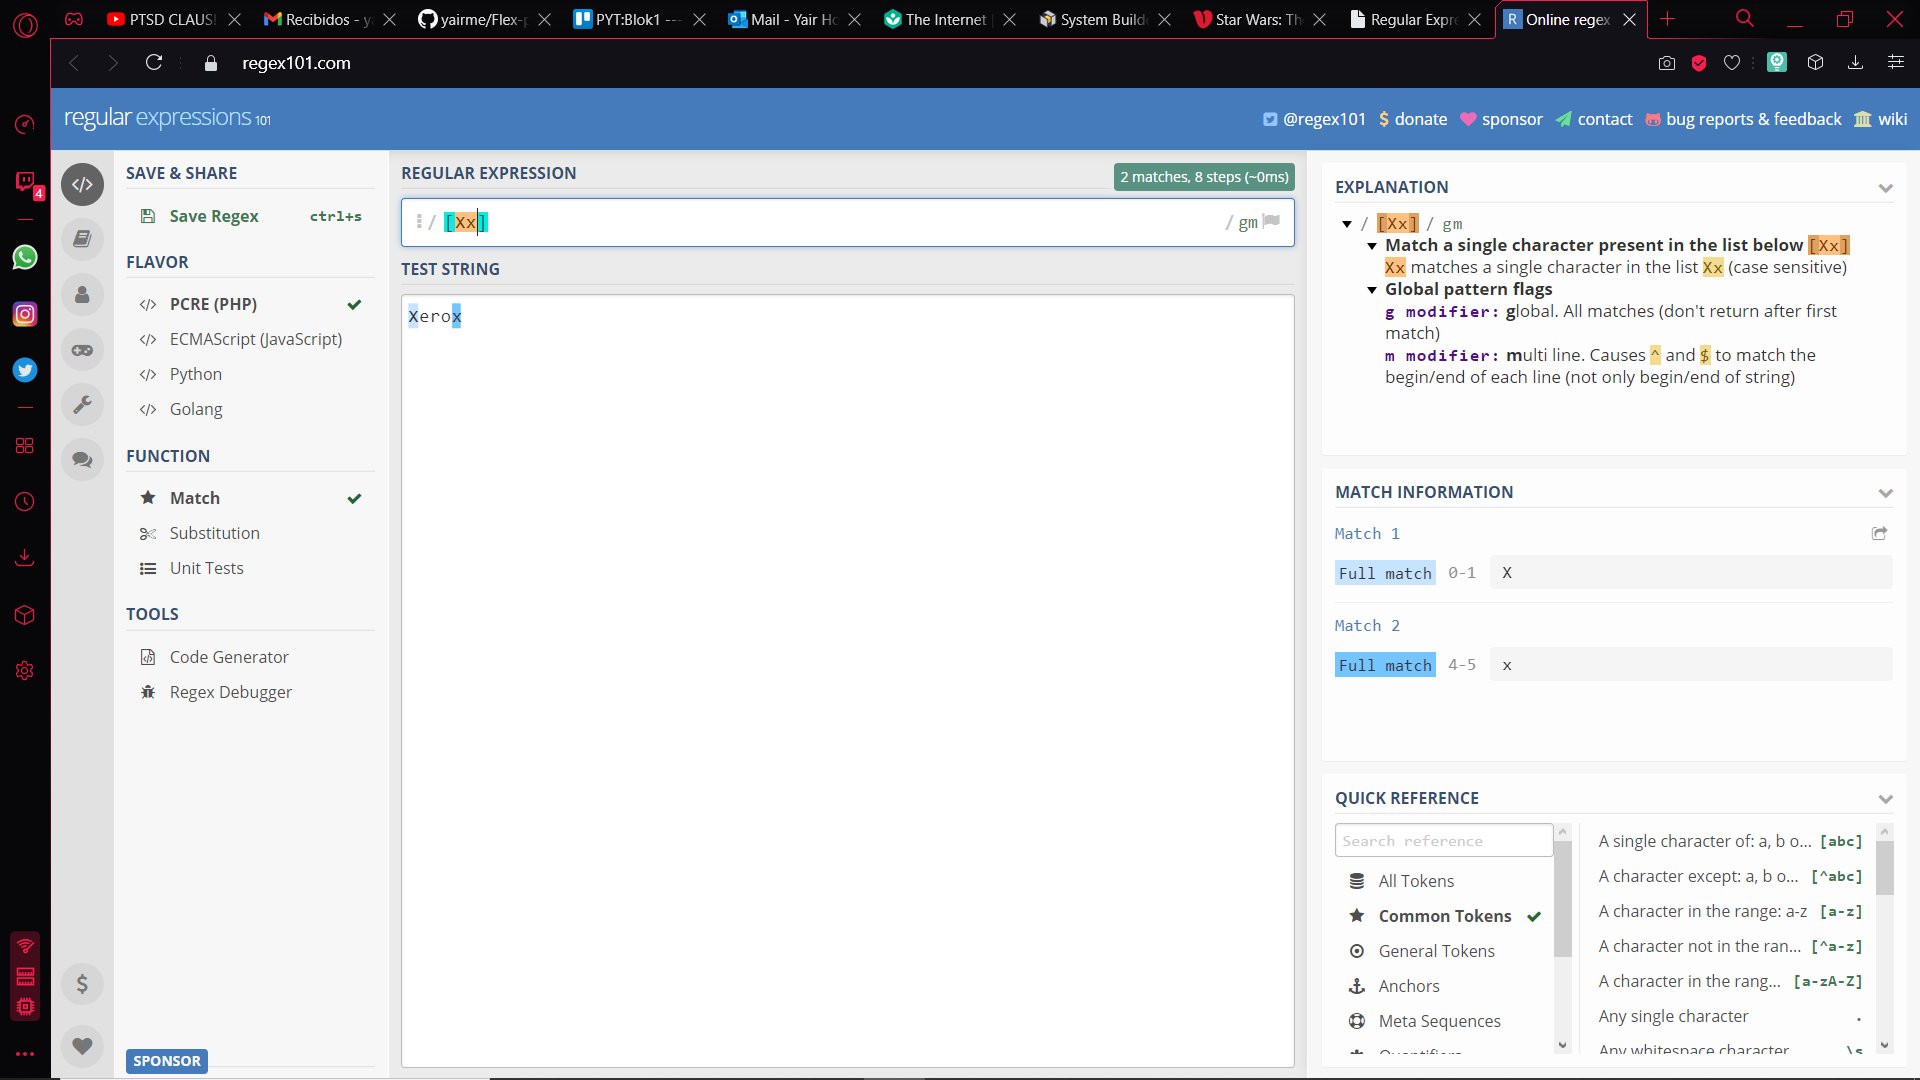 PTSD CLAUS!
Recibidos - ya
yairme/Flex-p
PYT:Blok1 ---
Mail - Yair Ho
The Internet
System Build
Star Wars: Th
Regular Expre
Online regex
regex101.com
regular expressions 101
@regex101
$ donate
sponsor
contact
bug reports & feedback
wiki
4
SAVE & SHARE
Save Regex ctrl+s
FLAVOR
</> PCRE (PHP)
</> ECMAScript (JavaScript)
</> Python
</> Golang
FUNCTION
Match
Substitution
Unit Tests
TOOLS
Code Generator
Regex Debugger
SPONSOR
REGULAR EXPRESSION
2 matches, 8 steps (~0ms)
/ [Xx] / gm
TEST STRING
Xerox
EXPLANATION
/ [Xx] / gm
Match a single character present in the list below [Xx]
Xx matches a single character in the list Xx (case sensitive)
Global pattern flags
g modifier: global. All matches (don't return after first
match)
m modifier: multi line. Causes ^ and $ to match the
begin/end of each line (not only begin/end of string)
MATCH INFORMATION
Match 1
Full match 0-1 X
Match 2
Full match 4-5 x
QUICK REFERENCE
Search reference
All Tokens
Common Tokens
General Tokens
Anchors
Meta Sequences
Quantifiers
A single character of: a, b o... [abc]
A character except: a, b o... [^abc]
A character in the range: a-z [a-z]
A character not in the ran... [^a-z]
A character in the rang... [a-zA-Z]
Any single character .
Any whitespace character \s